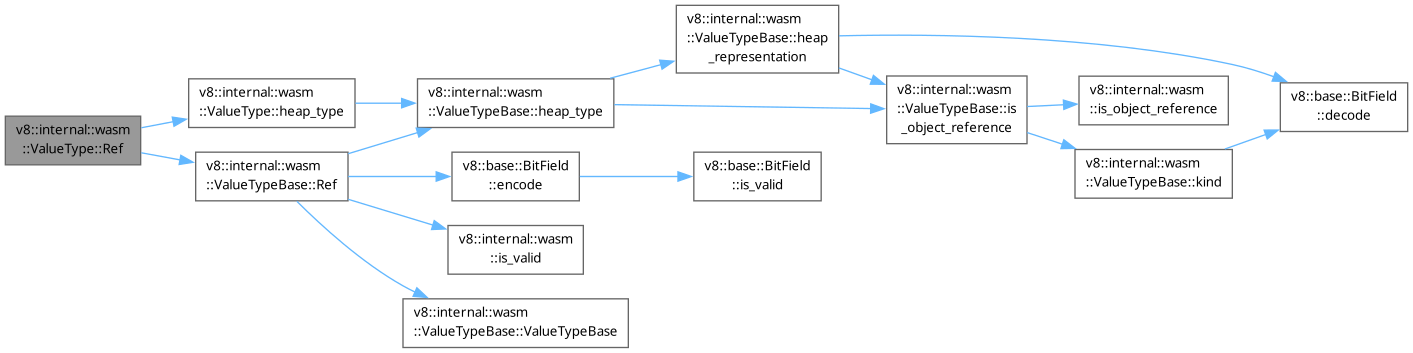 v8::internal::wasm
::ValueType::Ref
v8::internal::wasm
::ValueType::heap_type
v8::internal::wasm
::ValueTypeBase::Ref
v8::internal::wasm
::ValueTypeBase::heap_type
v8::base::BitField
::encode
v8::internal::wasm
::is_valid
v8::internal::wasm
::ValueTypeBase::ValueTypeBase
v8::internal::wasm
::ValueTypeBase::heap
_representation
v8::base::BitField
::is_valid
v8::internal::wasm
::ValueTypeBase::is
_object_reference
v8::internal::wasm
::is_object_reference
v8::internal::wasm
::ValueTypeBase::kind
v8::base::BitField
::decode